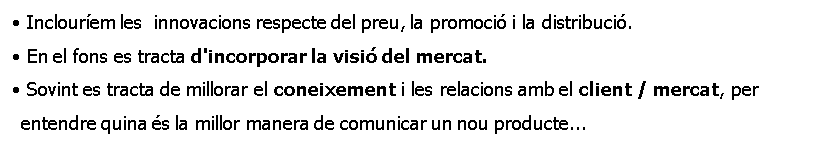 • Inclouríem les  innovacions respecte del preu, la promoció i la distribució.
• En el fons es tracta d'incorporar la visió del mercat.
• Sovint es tracta de millorar el coneixement i les relacions amb el client / mercat, per
entendre quina és la millor manera de comunicar un nou producte...